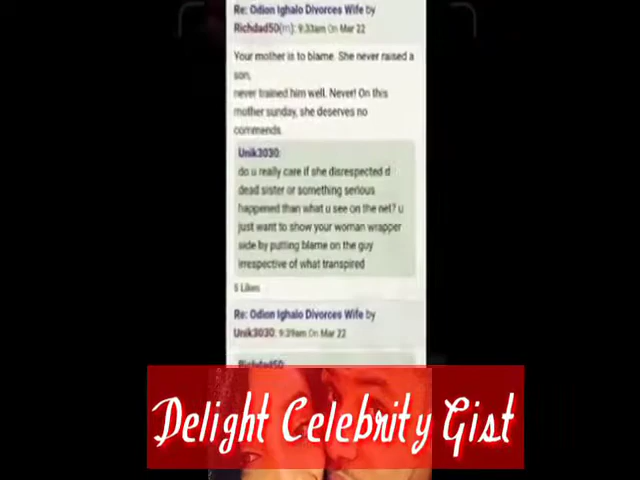 Re: Odion Ighalo Divorces Wife by
Richdad50(m): 9:33am On Mar 22
Your mother is to blame. She never raised a
son,
never trained him well. Never! On this
mother sunday, she deserves no
commends.
Unik3030:
do u really care if she disrespected d
dead sister or something serious
happened than what u see on the net? u
just want to show your woman wrapper
side by putting blame on the guy
irrespective of what transpired
5 Likes
Re: Odion Ighalo Divorces Wife by
Unik3030: 9:39am On Mar 22
Richdad50:
Delight Celebrity Gist